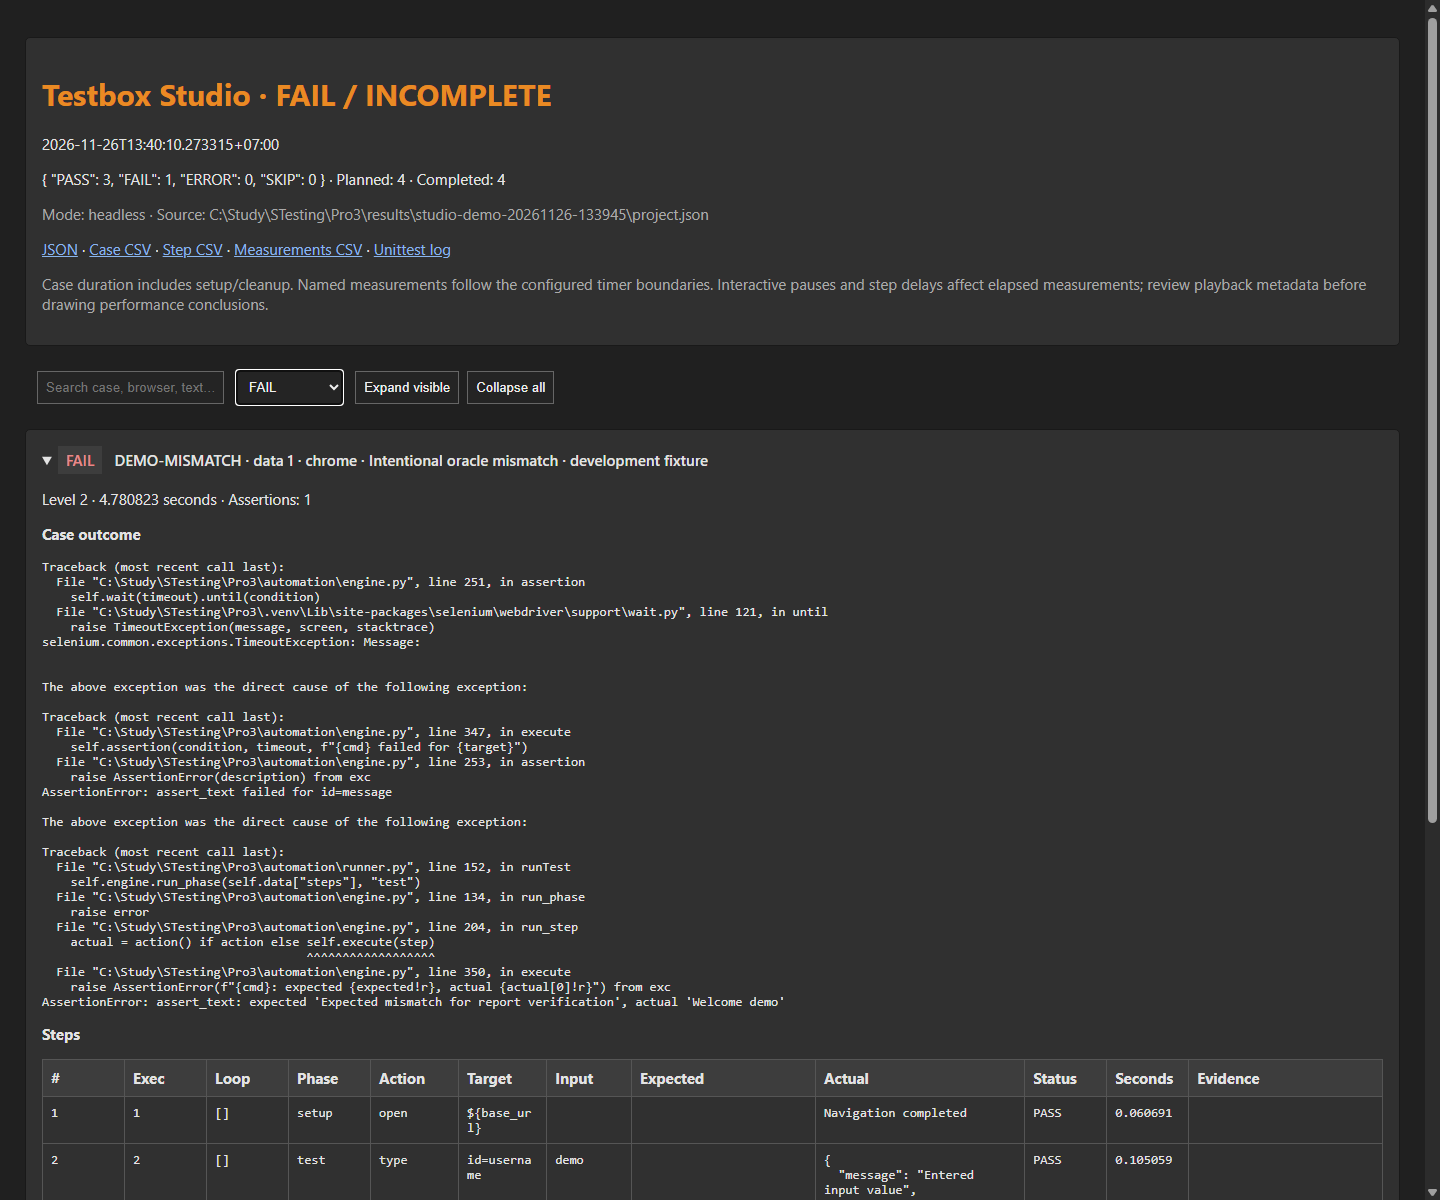 Testbox Studio · FAIL / INCOMPLETE
2026-11-26T13:40:10.273315+07:00
{ "PASS": 3, "FAIL": 1, "ERROR": 0, "SKIP": 0 } · Planned: 4 · Completed: 4
Mode: headless · Source: C:\Study\STesting\Pro3\results\studio-demo-20261126-133945\project.json
JSON · Case CSV · Step CSV · Measurements CSV · Unittest log
Case duration includes setup/cleanup. Named measurements follow the configured timer boundaries. Interactive pauses and step delays affect elapsed measurements; review playback metadata before
drawing performance conclusions.
Search case, browser, text... FAIL Expand visible Collapse all
▼ FAIL DEMO-MISMATCH · data 1 · chrome · Intentional oracle mismatch · development fixture
Level 2 · 4.780823 seconds · Assertions: 1
Case outcome
Traceback (most recent call last):
  File "C:\Study\STesting\Pro3\automation\engine.py", line 251, in assertion
    self.wait(timeout).until(condition)
  File "C:\Study\STesting\Pro3\.venv\Lib\site-packages\selenium\webdriver\support\wait.py", line 121, in until
    raise TimeoutException(message, screen, stacktrace)
selenium.common.exceptions.TimeoutException: Message:
The above exception was the direct cause of the following exception:
Traceback (most recent call last):
  File "C:\Study\STesting\Pro3\automation\engine.py", line 347, in execute
    self.assertion(condition, timeout, f"{cmd} failed for {target}")
  File "C:\Study\STesting\Pro3\automation\engine.py", line 253, in assertion
    raise AssertionError(description) from exc
AssertionError: assert_text failed for id=message
The above exception was the direct cause of the following exception:
Traceback (most recent call last):
  File "C:\Study\STesting\Pro3\automation\runner.py", line 152, in runTest
    self.engine.run_phase(self.data["steps"], "test")
  File "C:\Study\STesting\Pro3\automation\engine.py", line 134, in run_phase
    raise error
  File "C:\Study\STesting\Pro3\automation\engine.py", line 204, in run_step
    actual = action() if action else self.execute(step)
                                     ^^^^^^^^^^^^^^^^^^
  File "C:\Study\STesting\Pro3\automation\engine.py", line 350, in execute
    raise AssertionError(f"{cmd}: expected {expected!r}, actual {actual[0]!r}") from exc
AssertionError: assert_text: expected 'Expected mismatch for report verification', actual 'Welcome demo'
Steps
# Exec Loop Phase Action Target Input Expected Actual Status Seconds Evidence
1 1 [] setup open ${base_ur Navigation completed PASS 0.060691
l}
2 2 [] test type id=userna demo { PASS 0.105059
me "message": "Entered
input value",